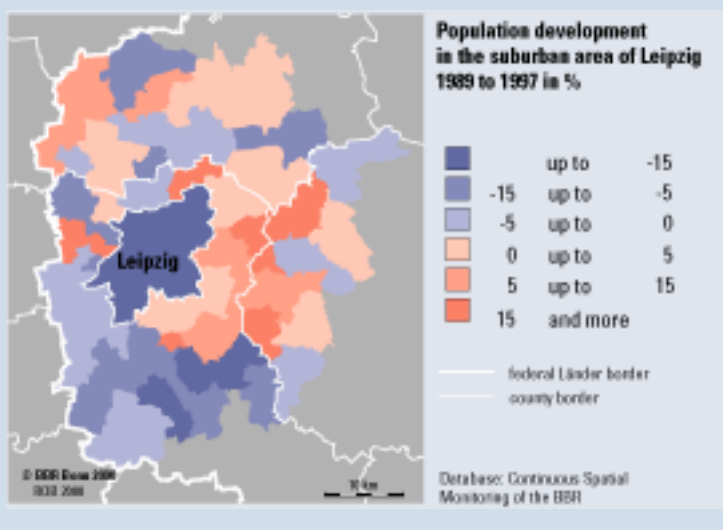 Population development
in the suburban area of Leipzig
1989 to 1997 in %
up to -15
-15 up to -5
-5 up to 0
0 up to 5
5 up to 15
15 and more
federal Länder border
county border
Database: Continuous Spatial
Monitoring of the BBR
Leipzig
© BBR Bonn 2000
10 km